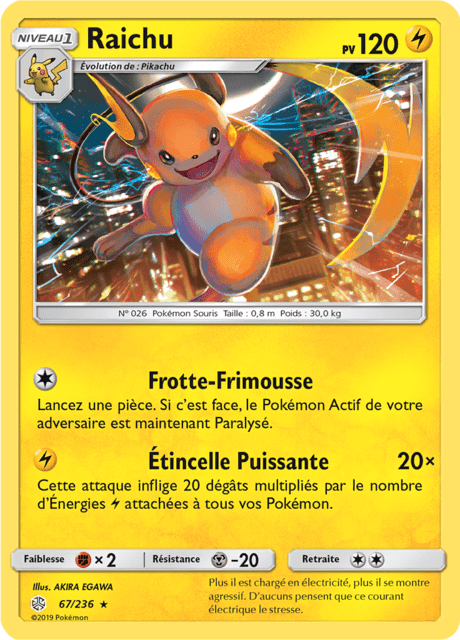 NIVEAU 1
Raichu
PV 120
Évolution de : Pikachu
N° 026 Pokémon Souris Taille : 0,8 m Poids : 30,0 kg
Frotte-Frimousse
Lancez une pièce. Si c'est face, le Pokémon Actif de votre
adversaire est maintenant Paralysé.
Étincelle Puissante 20×
Cette attaque inflige 20 dégâts multipliés par le nombre
d'Énergies attachées à tous vos Pokémon.
Faiblesse ×2 Résistance -20 Retraite
Illus. AKIRA EGAWA
67/236
©2019 Pokémon
Plus il est chargé en électricité, plus il se montre
agressif. D'aucuns pensent que ce courant
électrique le stresse.